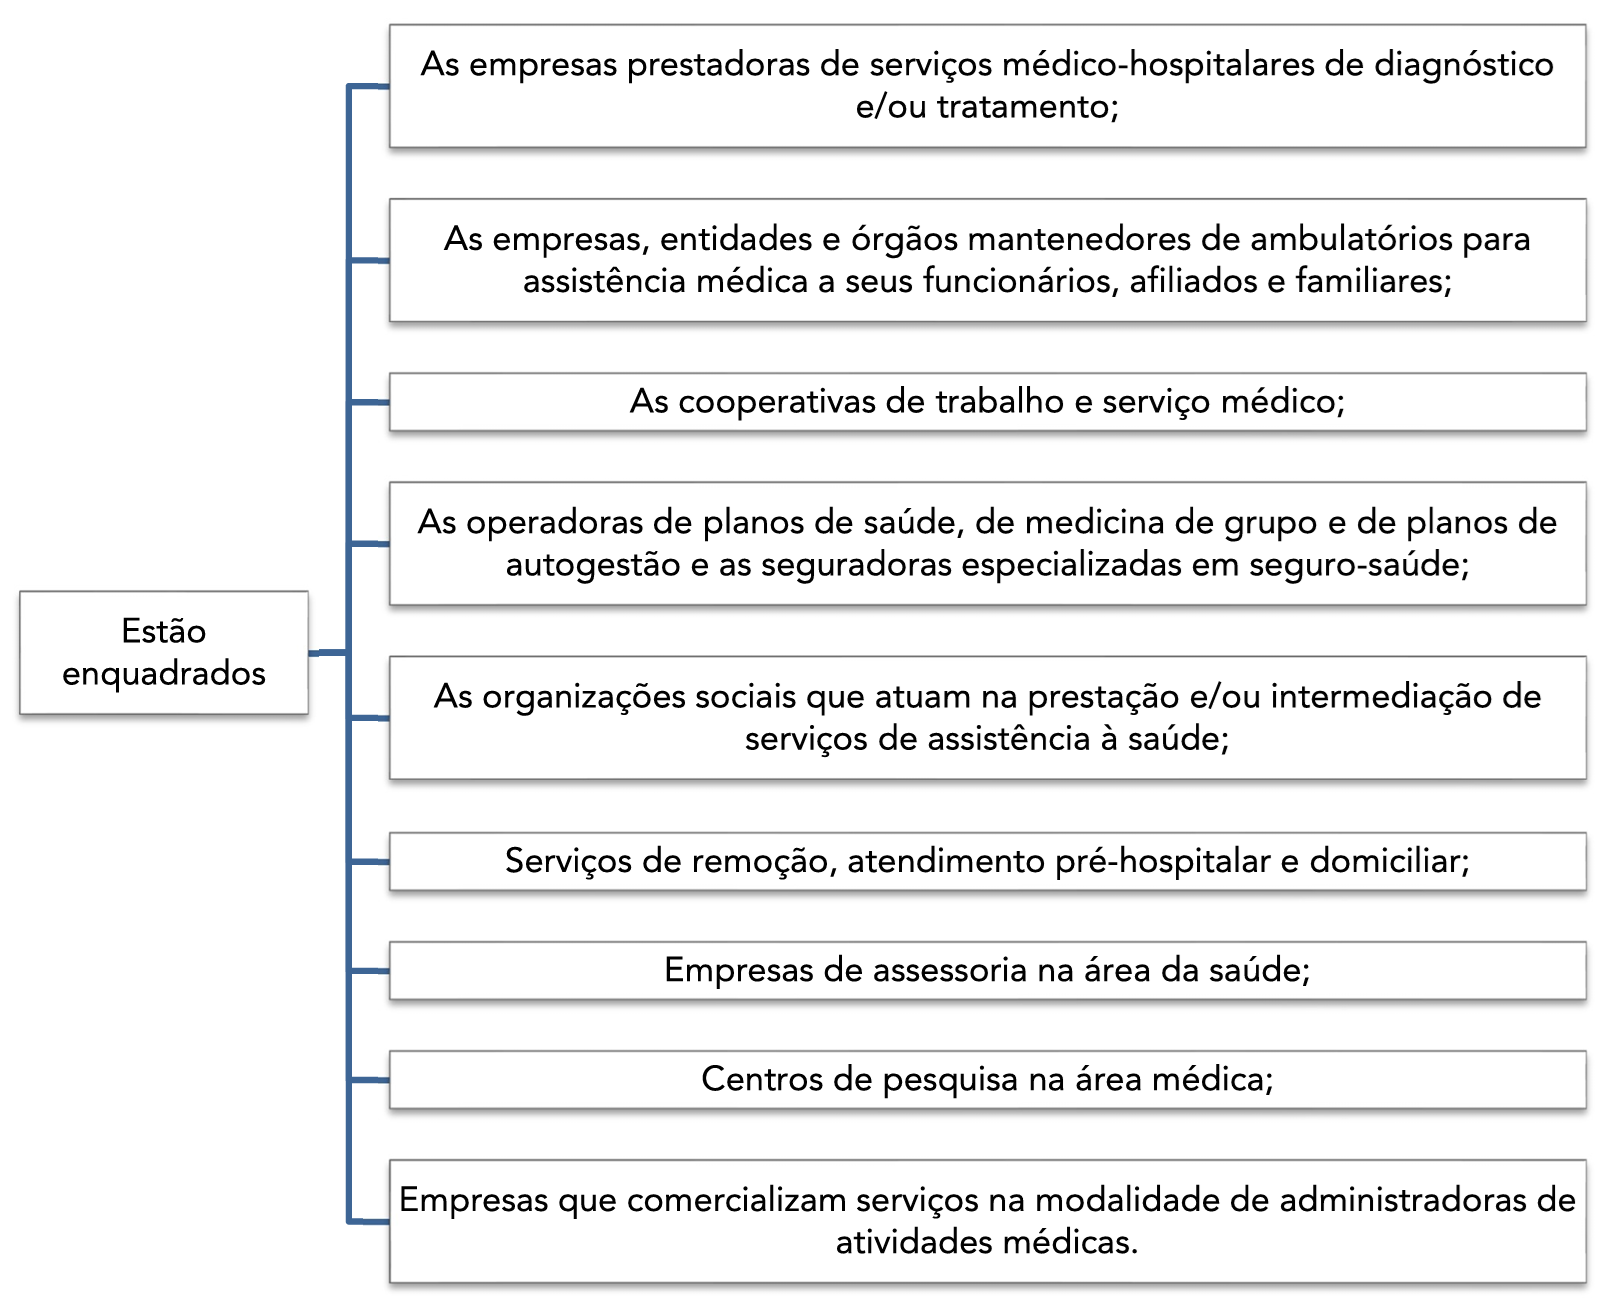 As empresas prestadoras de serviços médico-hospitalares de diagnóstico
e/ou tratamento;
As empresas, entidades e órgãos mantenedores de ambulatórios para
assistência médica a seus funcionários, afiliados e familiares;
As cooperativas de trabalho e serviço médico;
As operadoras de planos de saúde, de medicina de grupo e de planos de
autogestão e as seguradoras especializadas em seguro-saúde;
Estão
enquadrados
As organizações sociais que atuam na prestação e/ou intermediação de
serviços de assistência à saúde;
Serviços de remoção, atendimento pré-hospitalar e domiciliar;
Empresas de assessoria na área da saúde;
Centros de pesquisa na área médica;
Empresas que comercializam serviços na modalidade de administradoras de
atividades médicas.